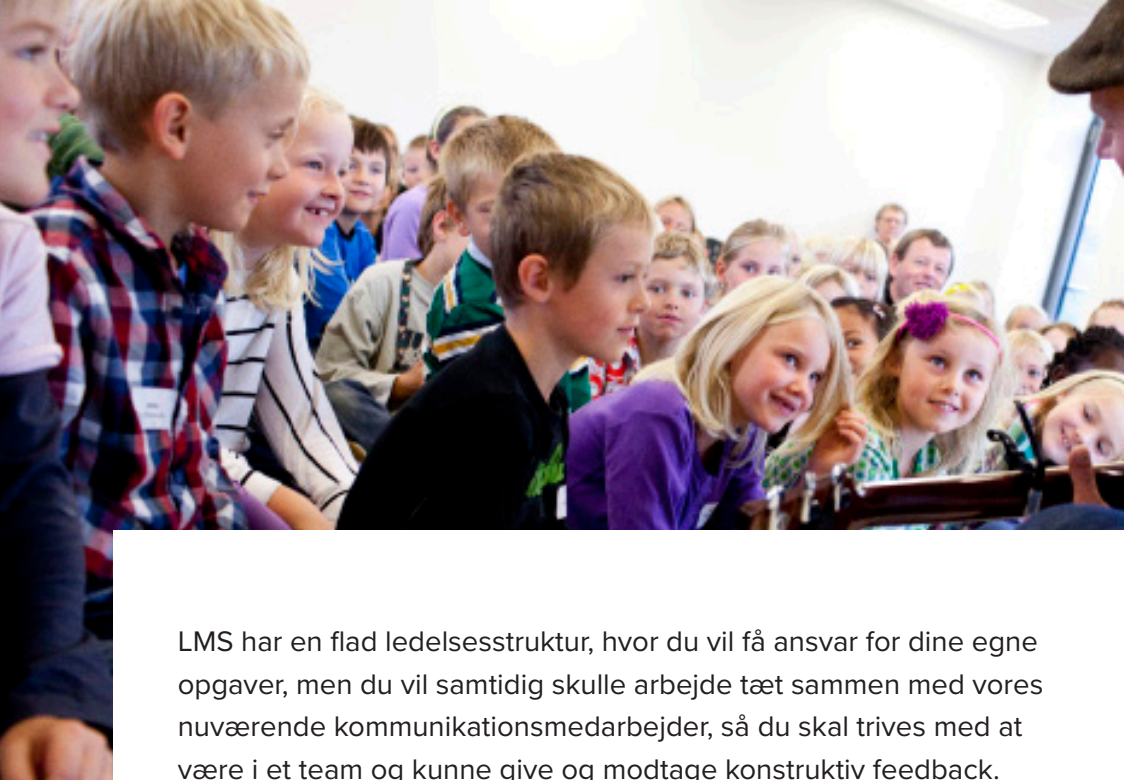 LMS har en flad ledelsesstruktur, hvor du vil få ansvar for dine egne
opgaver, men du vil samtidig skulle arbejde tæt sammen med vores
nuværende kommunikationsmedarbejder, så du skal trives med at
være i et team og kunne give og modtage konstruktiv feedback.